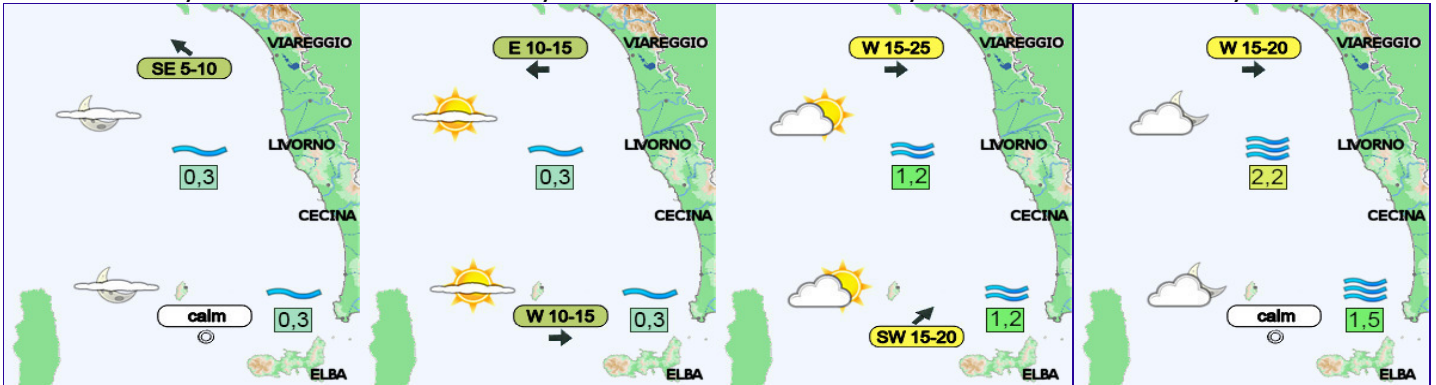 VIAREGGIO
SE 5-10
LIVORNO
0,3
CECINA
calm
0,3
ELBA
E 10-15
VIAREGGIO
LIVORNO
0,3
CECINA
W 10-15
0,3
ELBA
W 15-25
VIAREGGIO
LIVORNO
1,2
CECINA
SW 15-20
1,2
ELBA
W 15-20
VIAREGGIO
LIVORNO
2,2
CECINA
calm
1,5
ELBA